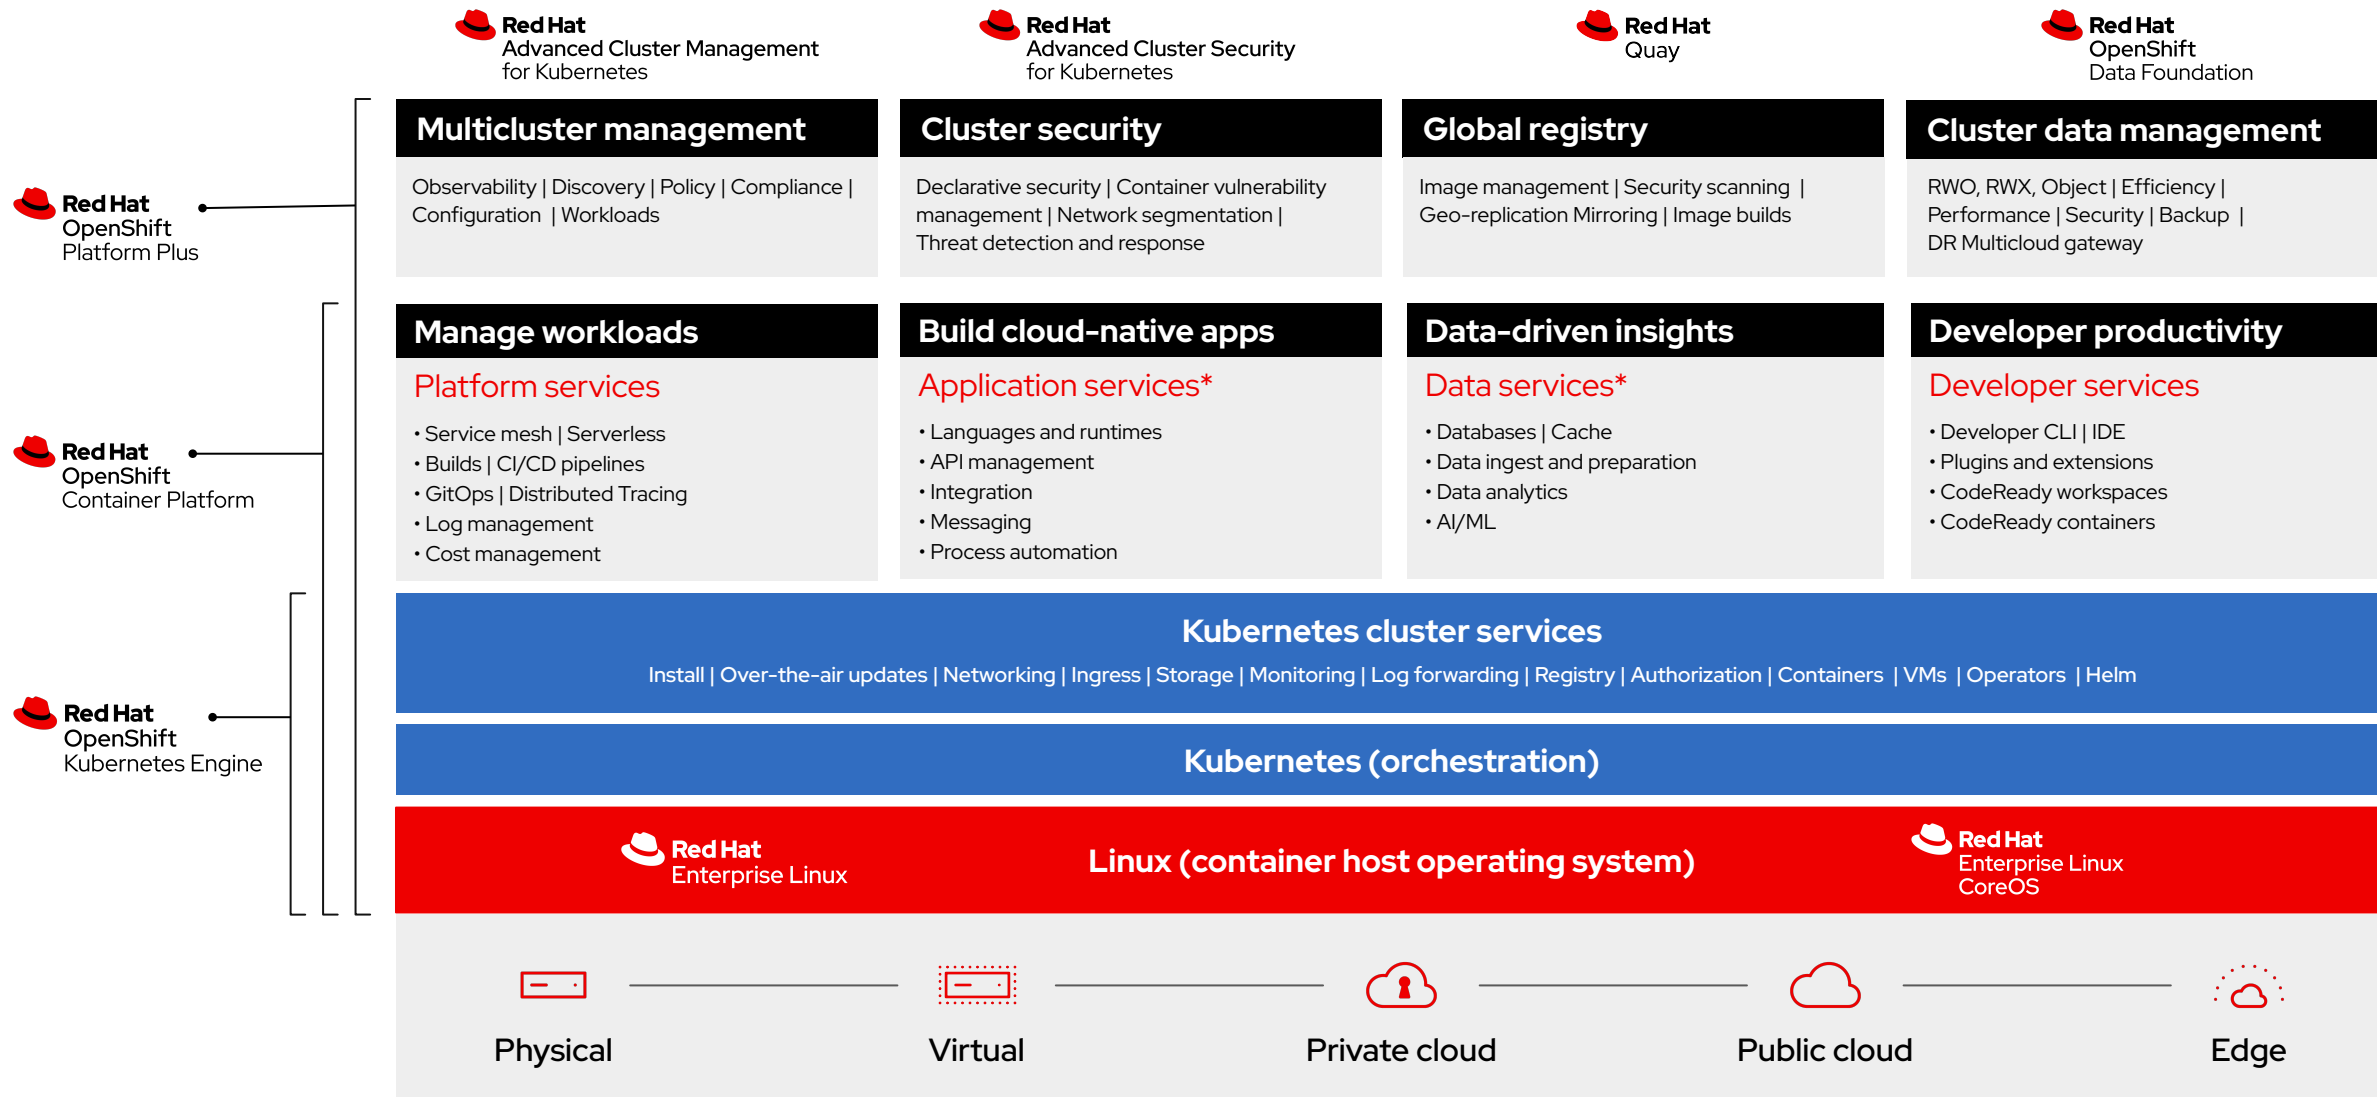 Red Hat
Advanced Cluster Management
for Kubernetes
Red Hat
Advanced Cluster Security
for Kubernetes
Red Hat
Quay
Red Hat
OpenShift
Data Foundation
Red Hat
OpenShift
Platform Plus
Multicluster management
Observability | Discovery | Policy | Compliance |
Configuration | Workloads
Cluster security
Declarative security | Container vulnerability
management | Network segmentation |
Threat detection and response
Global registry
Image management | Security scanning |
Geo-replication Mirroring | Image builds
Cluster data management
RWO, RWX, Object | Efficiency |
Performance | Security | Backup |
DR Multicloud gateway
Red Hat
OpenShift
Container Platform
Manage workloads
Platform services
• Service mesh | Serverless
• Builds | CI/CD pipelines
• GitOps | Distributed Tracing
• Log management
• Cost management
Build cloud-native apps
Application services*
• Languages and runtimes
• API management
• Integration
• Messaging
• Process automation
Data-driven insights
Data services*
• Databases | Cache
• Data ingest and preparation
• Data analytics
• AI/ML
Developer productivity
Developer services
• Developer CLI | IDE
• Plugins and extensions
• CodeReady workspaces
• CodeReady containers
Red Hat
OpenShift
Kubernetes Engine
Kubernetes cluster services
Install | Over-the-air updates | Networking | Ingress | Storage | Monitoring | Log forwarding | Registry | Authorization | Containers | VMs | Operators | Helm
Kubernetes (orchestration)
Red Hat
Enterprise Linux
Linux (container host operating system)
Red Hat
Enterprise Linux
CoreOS
Physical
Virtual
Private cloud
Public cloud
Edge